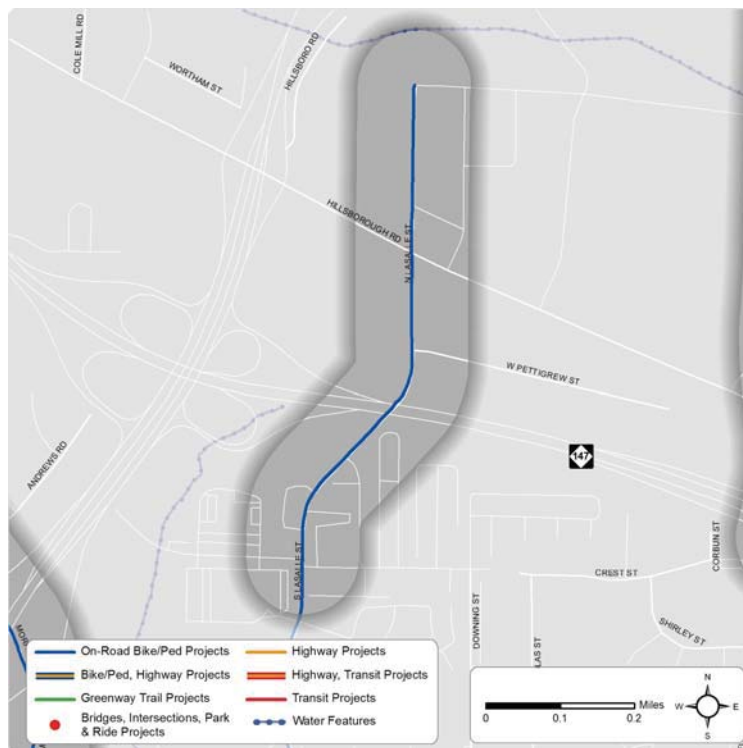 COLE MILL RD
WORTHAM ST
HILLSBORO RD
HILLSBOROUGH RD
N LASALLE ST
W PETTIGREW ST
147
ANDREWS RD
S LASALLE ST
CORBUN ST
CREST ST
DOWNING ST
SHIRLEY ST
LAS ST
MOR
On-Road Bike/Ped Projects
Highway Projects
Bike/Ped, Highway Projects
Highway, Transit Projects
Greenway Trail Projects
Transit Projects
Bridges, Intersections, Park
& Ride Projects
Water Features
Miles
0 0.1 0.2
N
W E
S